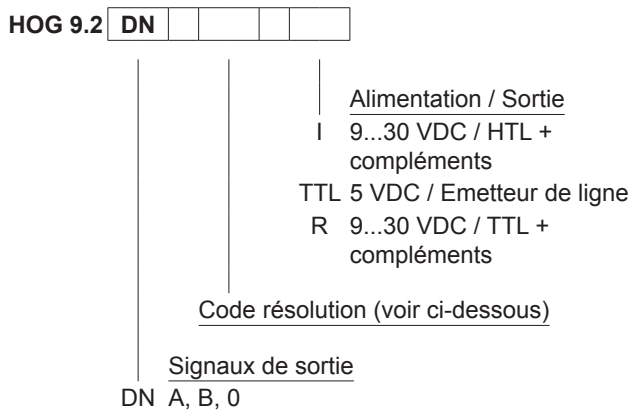 HOG 9.2 DN
Alimentation / Sortie
I 9...30 VDC / HTL +
compléments
TTL 5 VDC / Emetteur de ligne
R 9...30 VDC / TTL +
compléments
Code résolution (voir ci-dessous)
Signaux de sortie
DN A, B, 0